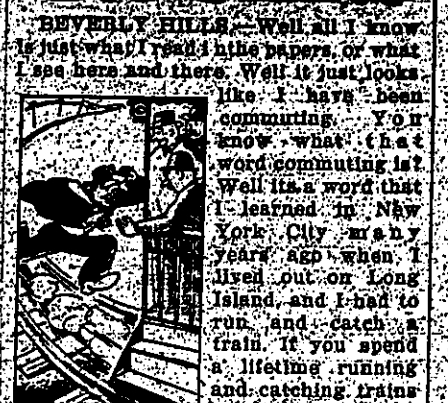 BEVERLY HILLS.—Well all I know
is just what I read inthe papers, or what
I see here and there. Well it just looks
like I have been
commuting. You
know what that
word commuting is?
Well its a word that
I learned in New
York City many
years ago when I
lived out on Long
Island, and I had to
run and catch a
train. If you spend
a lifetime running
and catching trains